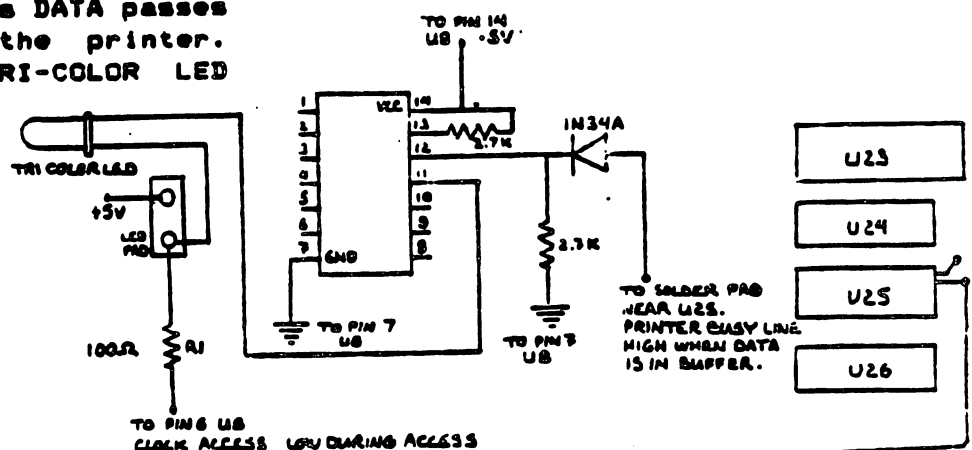 s DATA passes
the printer.
RI-COLOR LED
TO PIN 14
U8 +5V
1
2
3
4
5
6
7
VCC 14
13
12
11
10
9
8
GND
2.7K
1N34A
2.7K
TRI COLOR LED
+5V
LED
PAD
100Ω R1
TO PIN 6 U8
CLOCK ACCESS LOW DURING ACCESS
TO PIN 7
U8
TO PIN 7
U8
TO SOLDER PAD
NEAR U25.
PRINTER BUSY LINE
HIGH WHEN DATA
IS IN BUFFER.
U23
U24
U25
U26